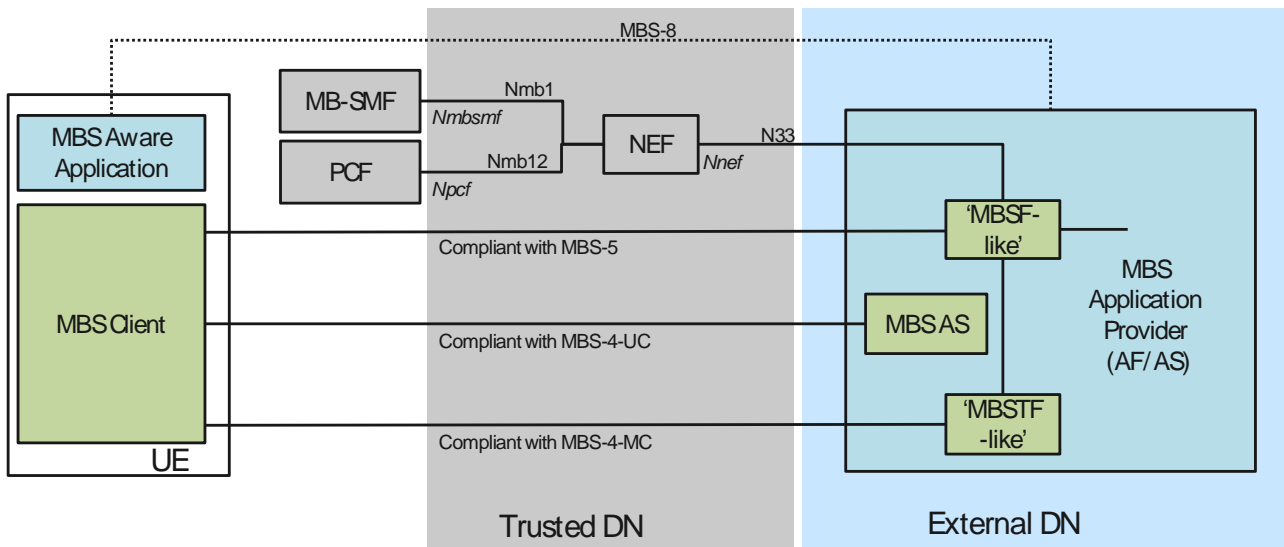 MBS-8
MB-SMF
Nmb1
Nmbsmf
MBS Aware
Application
NEF
N33
Nnef
PCF
Nmb12
Npcf
'MBSF-
like'
Compliant with MBS-5
MBS
Application
Provider
(AF/AS)
MBS Client
MBS AS
Compliant with MBS-4-UC
'MBSTF
-like'
Compliant with MBS-4-MC
UE
Trusted DN
External DN